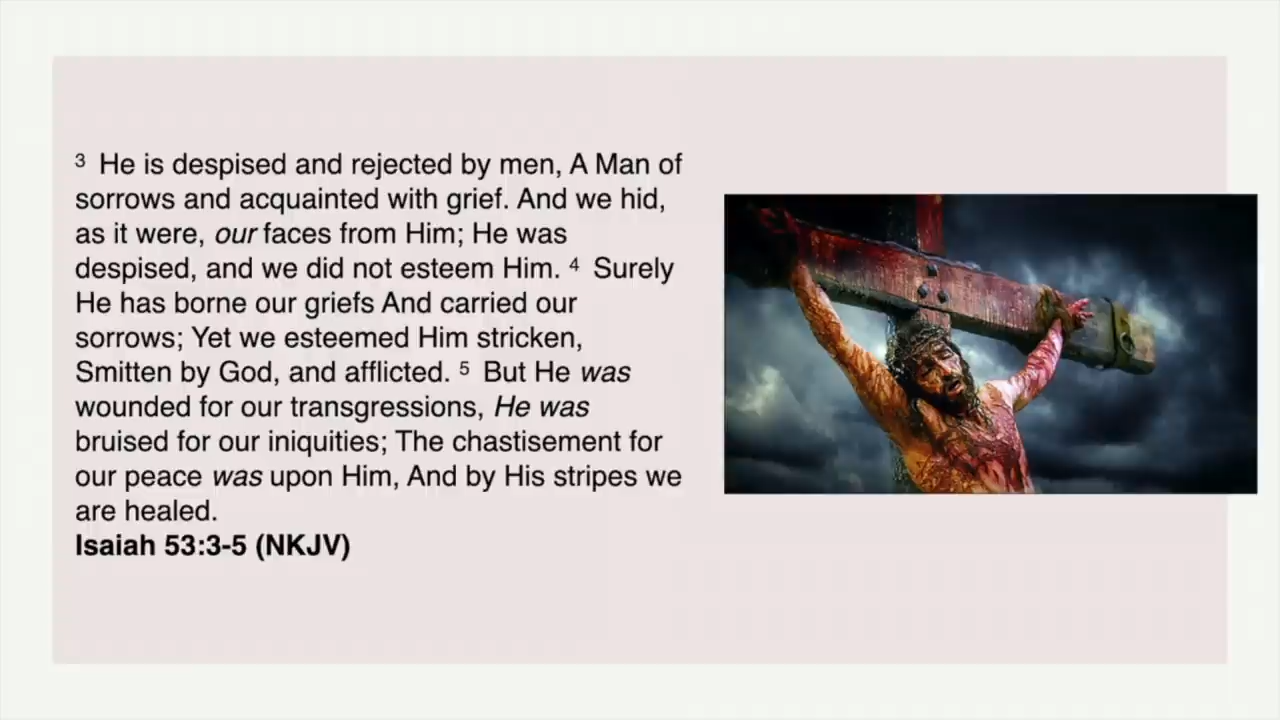 3 He is despised and rejected by men, A Man of
sorrows and acquainted with grief. And we hid,
as it were, our faces from Him; He was
despised, and we did not esteem Him. 4 Surely
He has borne our griefs And carried our
sorrows; Yet we esteemed Him stricken,
Smitten by God, and afflicted. 5 But He was
wounded for our transgressions, He was
bruised for our iniquities; The chastisement for
our peace was upon Him, And by His stripes we
are healed.
Isaiah 53:3-5 (NKJV)